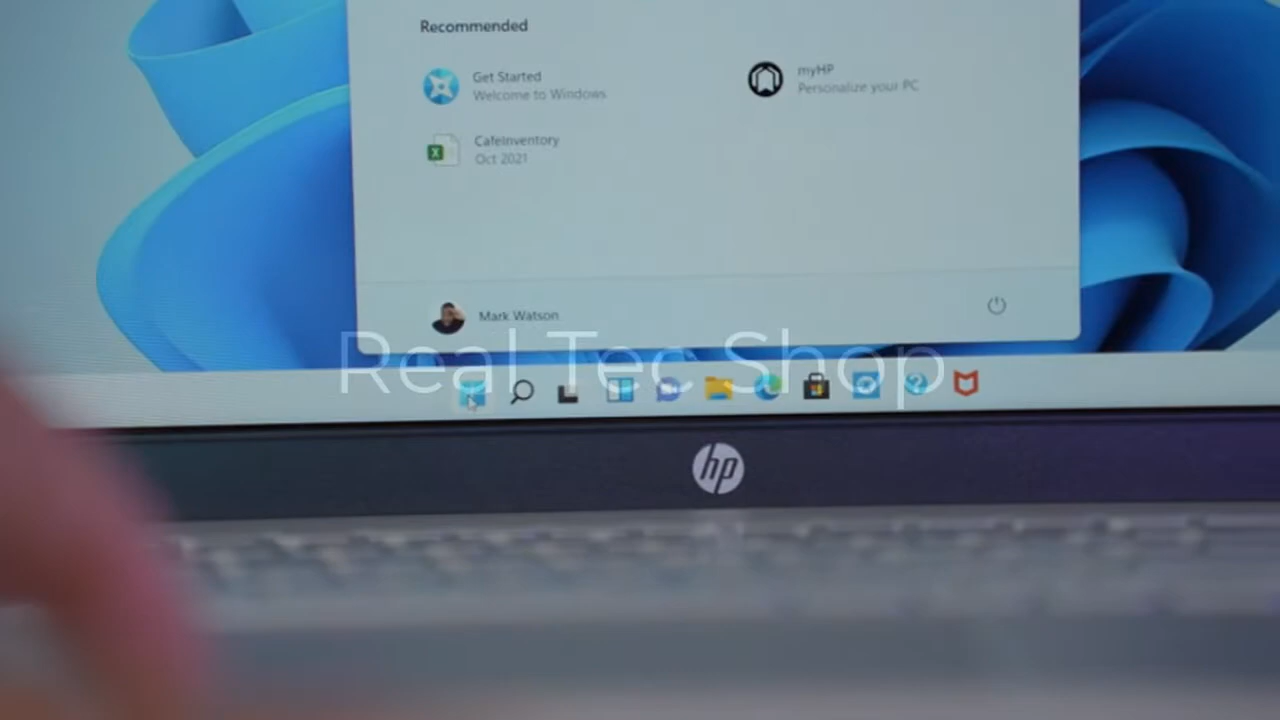 Recommended
Get Started
Welcome to Windows
myHP
Personalize your PC
CafeInventory
Oct 2021
Mark Watson
Real Tec Shop
hp